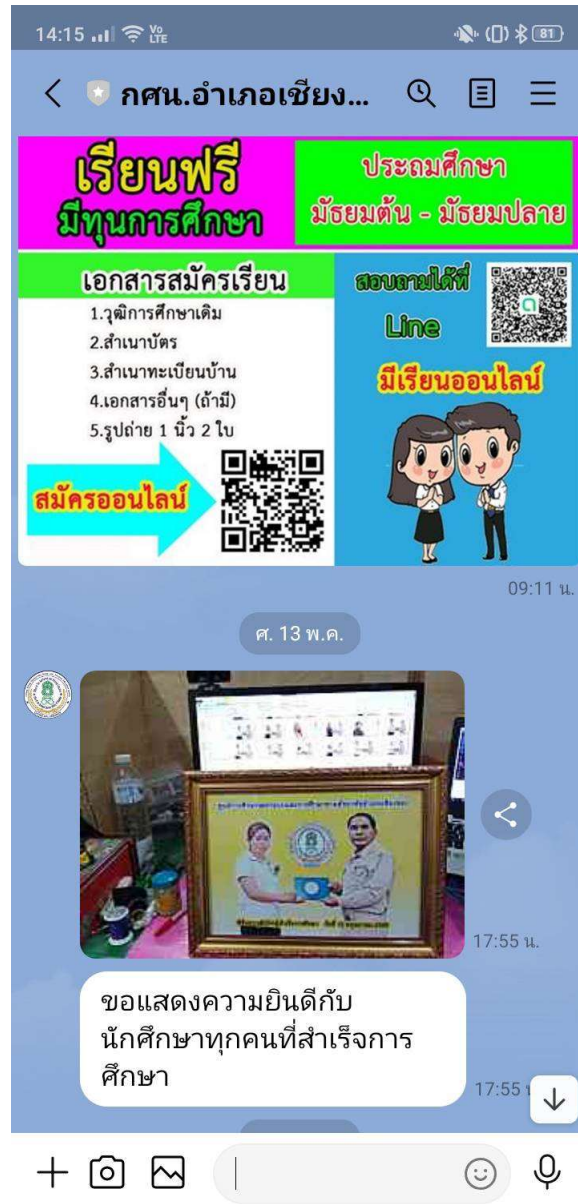 14:15
Vo LTE
81
กศน.อำเภอเชียง...
เรียนฟรี
มีทุนการศึกษา
ประถมศึกษา
มัธยมต้น - มัธยมปลาย
เอกสารสมัครเรียน
1.วุฒิการศึกษาเดิม
2.สำเนาบัตร
3.สำเนาทะเบียนบ้าน
4.เอกสารอื่นๆ (ถ้ามี)
5.รูปถ่าย 1 นิ้ว 2 ใบ
สมัครออนไลน์
สอบถามได้ที่
Line
มีเรียนออนไลน์
09:11 น.
ศ. 13 พ.ค.
17:55 น.
ขอแสดงความยินดีกับ
นักศึกษาทุกคนที่สำเร็จการ
ศึกษา
17:55